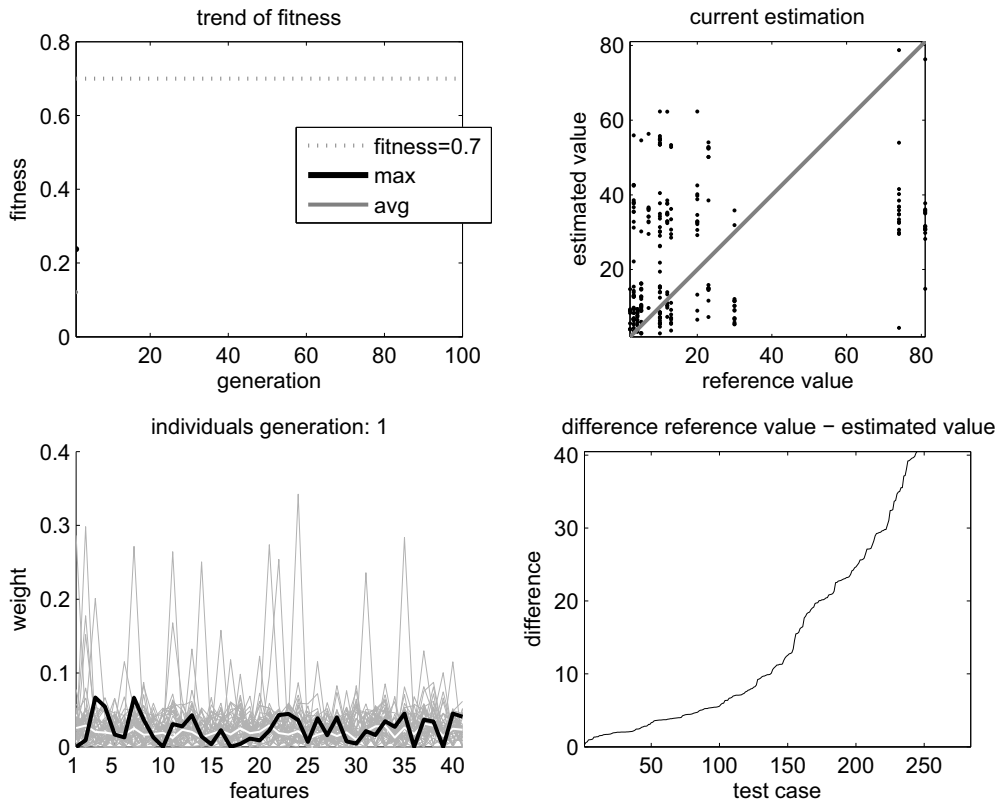 trend of fitness
fitness
0.8
0.6
0.4
0.2
0
20
40
60
80
100
generation
fitness=0.7
max
avg
current estimation
estimated value
80
60
40
20
20
40
60
80
reference value
individuals generation: 1
weight
0.4
0.3
0.2
0.1
0
1
5
10
15
20
25
30
35
40
features
difference reference value − estimated value
difference
40
30
20
10
0
50
100
150
200
250
test case